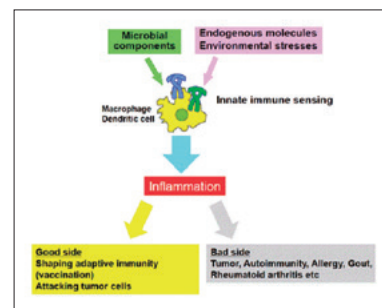 Microbial
components
Endogenous molecules
Environmental stresses
Macrophage
Dendritic cell
Innate immune sensing
Inflammation
Good side
Shaping adaptive immunity
(vaccination)
Attacking tumor cells
Bad side
Tumor, Autoimmunity, Allergy, Gout,
Rheumatoid arthritis etc